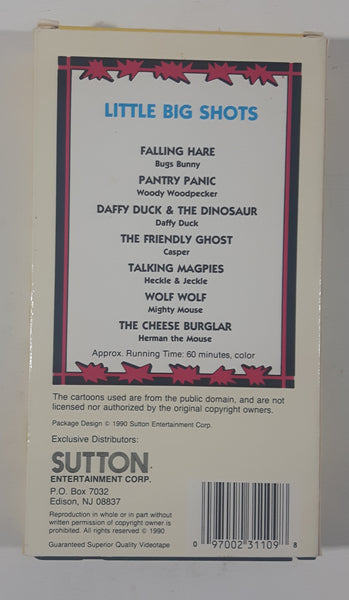 LITTLE BIG SHOTS
FALLING HARE
Bugs Bunny
PANTRY PANIC
Woody Woodpecker
DAFFY DUCK & THE DINOSAUR
Daffy Duck
THE FRIENDLY GHOST
Casper
TALKING MAGPIES
Heckle & Jeckle
WOLF WOLF
Mighty Mouse
THE CHEESE BURGLAR
Herman the Mouse
Approx. Running Time: 60 minutes, color
The cartoons used are from the public domain, and are not
licensed nor authorized by the original copyright owners.
Package Design © 1990 Sutton Entertainment Corp.
Exclusive Distributors:
SUTTON
ENTERTAINMENT CORP.
P.O. Box 7032
Edison, NJ 08837
Reproduction in whole or in part without
written permission of copyright owner is
prohibited. All rights reserved © 1990
Guaranteed Superior Quality Videotape
0 97002 31109 8